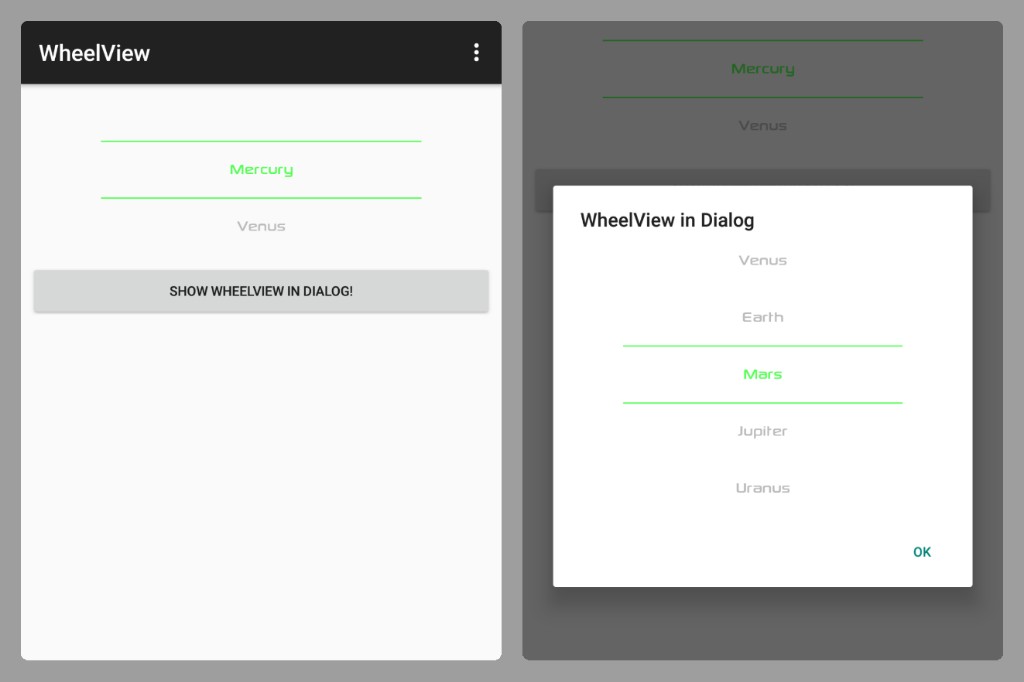 WheelView
Mercury
Venus
SHOW WHEELVIEW IN DIALOG!
Mercury
Venus
WheelView in Dialog
Venus
Earth
Mars
Jupiter
Uranus
OK